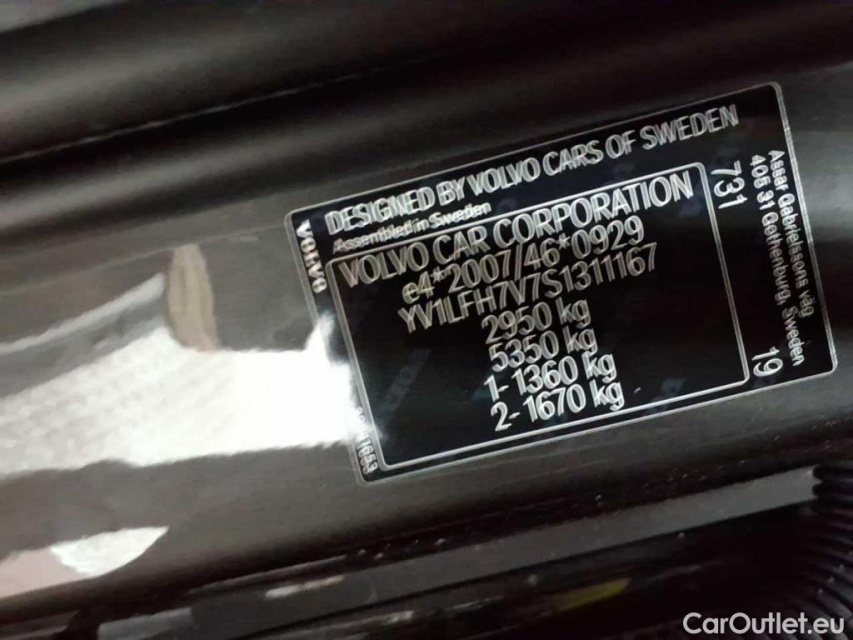 DESIGNED BY VOLVO CARS OF SWEDEN
Assembled in Sweden
VOLVO
VOLVO CAR CORPORATION
e4*2007/46*0929
YV1LFH7V7S1311167
2950 kg
5350 kg
1- 1360 kg
2- 1670 kg
731
19
Assar Gabrielssons väg
405 31 Gothenburg, Sweden
CarOutlet.eu